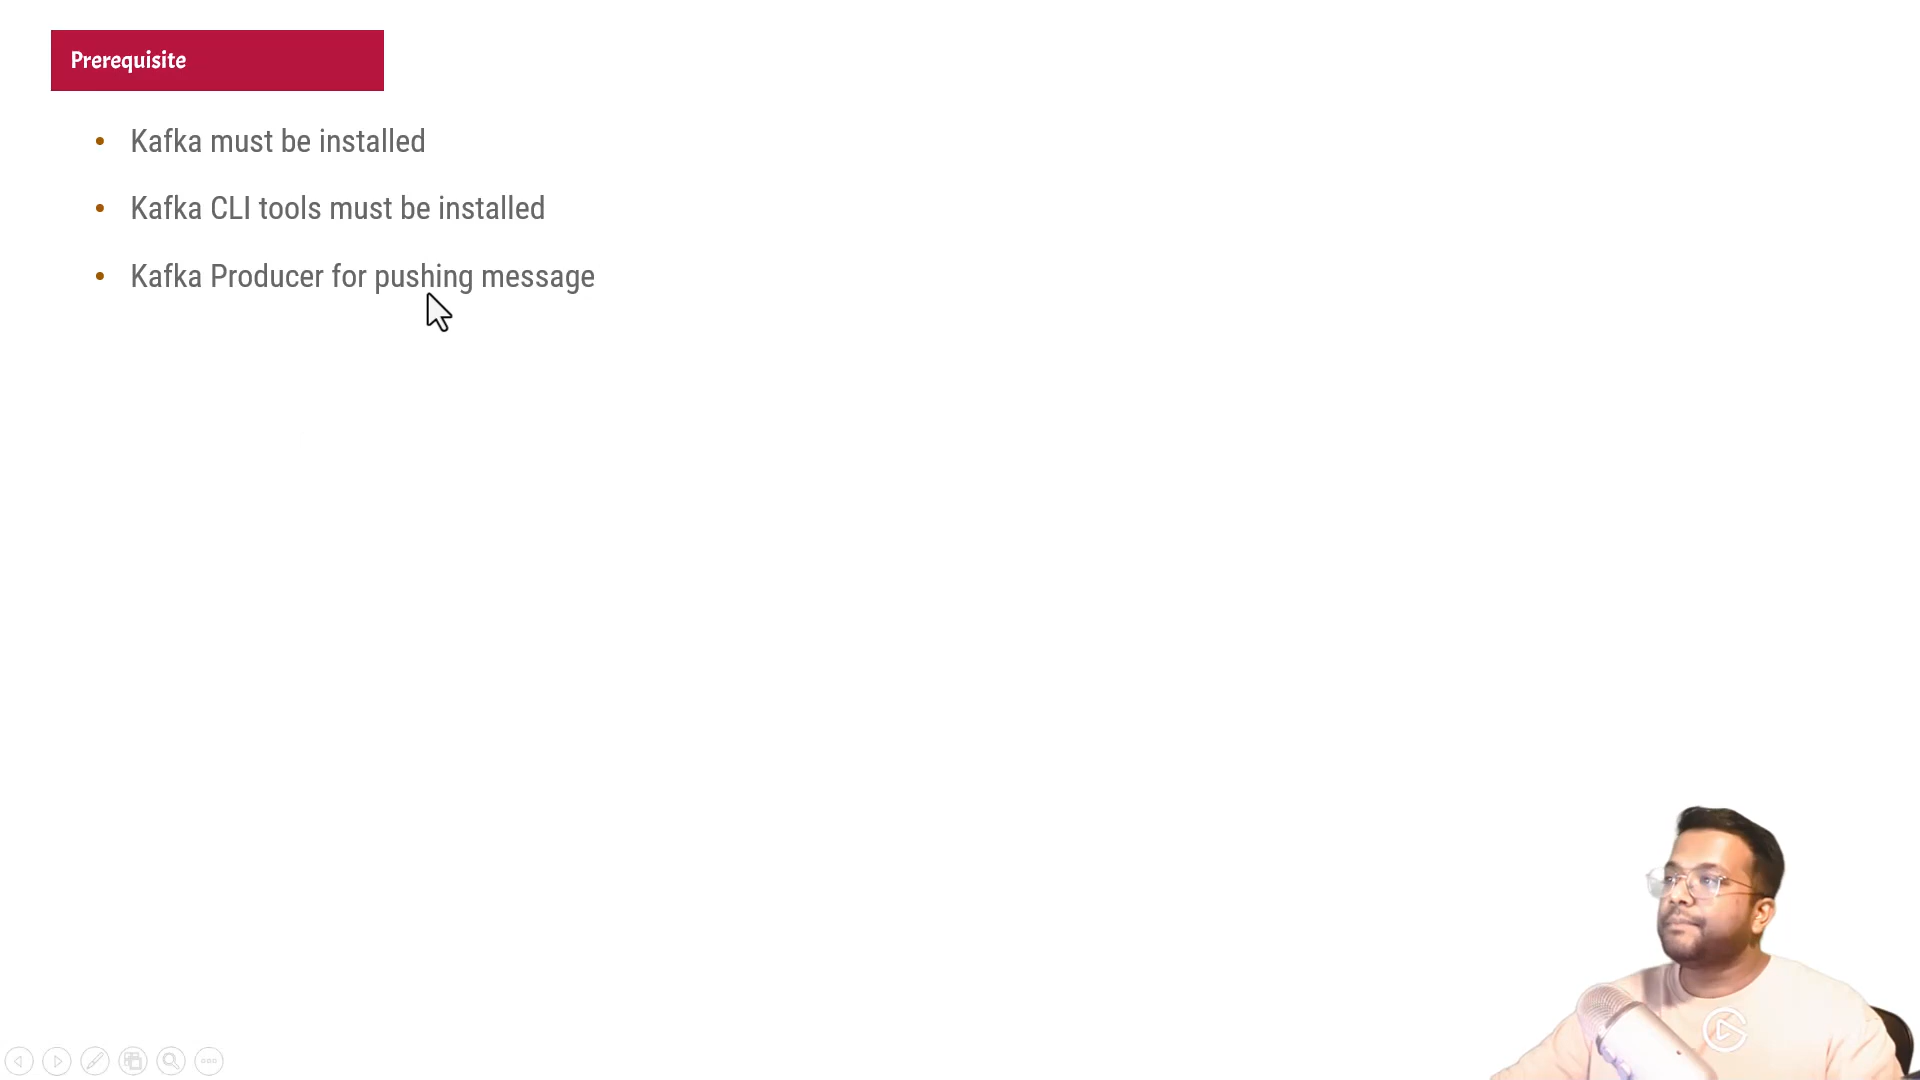 Prerequisite
• Kafka must be installed
• Kafka CLI tools must be installed
• Kafka Producer for pushing message